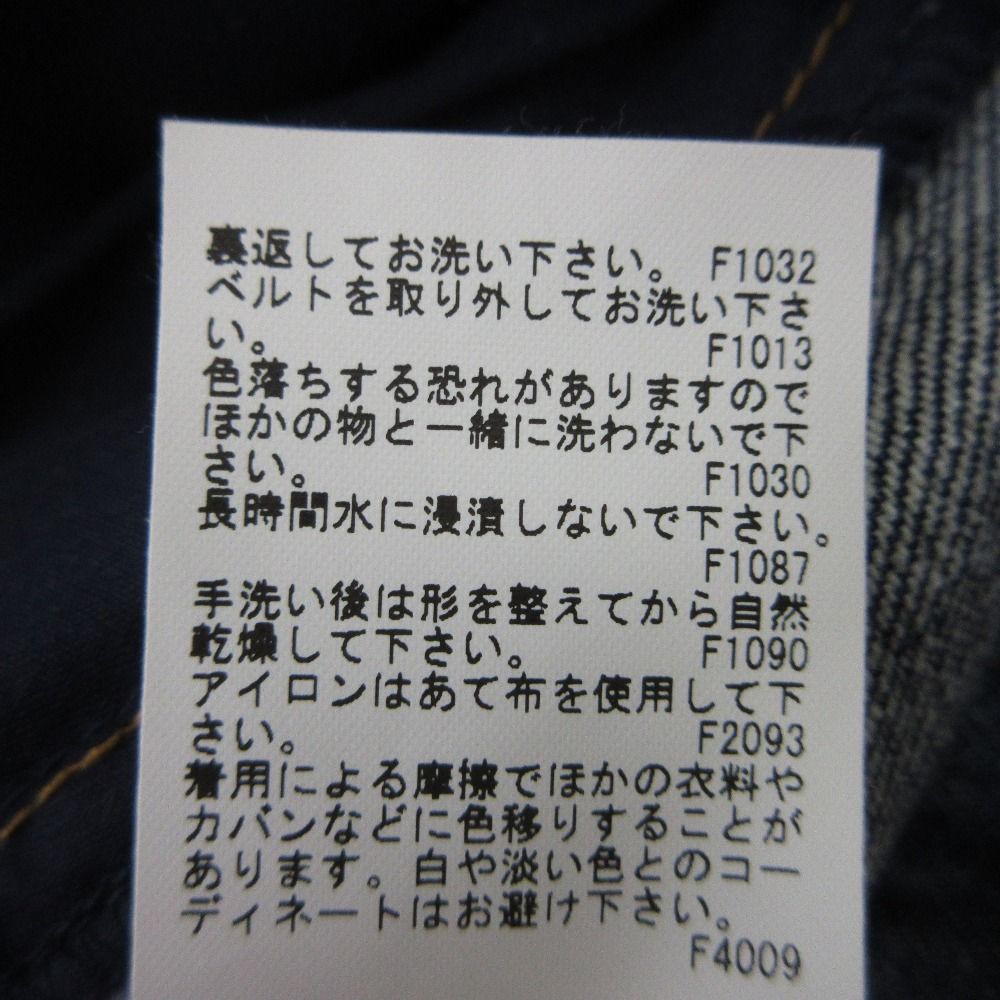 裏返してお洗い下さい。 F1032
ベルトを取り外してお洗い下さ
い。 F1013
色落ちする恐れがありますので
ほかの物と一緒に洗わないで下
さい。 F1030
長時間水に浸漬しないで下さい。
F1087
手洗い後は形を整えてから自然
乾燥して下さい。 F1090
アイロンはあて布を使用して下
さい。 F2093
着用による摩擦でほかの衣料や
カバンなどに色移りすることが
あります。白や淡い色とのコー
ディネートはお避け下さい。
F4009